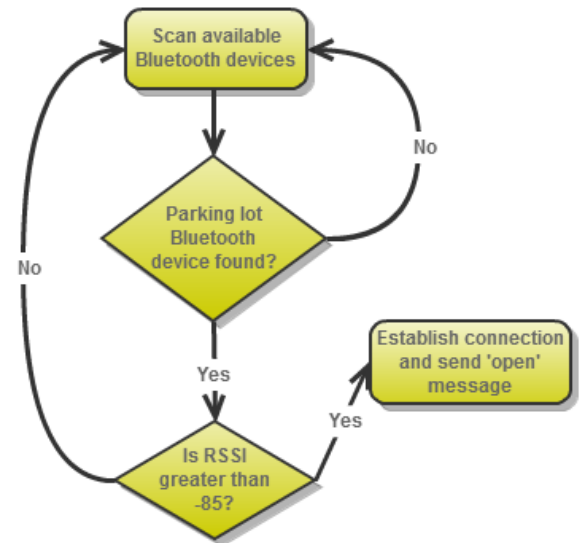 Scan available
Bluetooth devices
No
Parking lot
Bluetooth
device found?
No
Yes
Establish connection
and send 'open'
message
Yes
Is RSSI
greater than
-85?